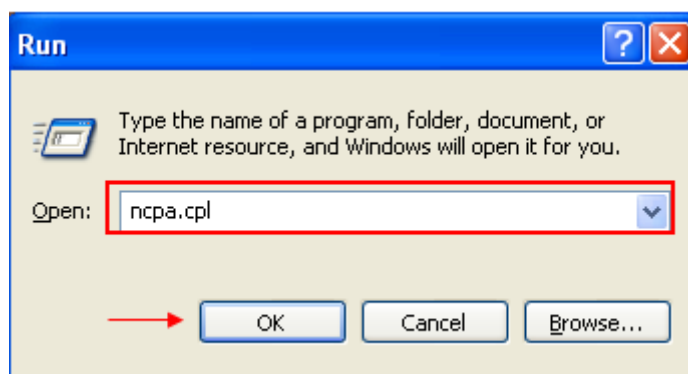 Run
Type the name of a program, folder, document, or
Internet resource, and Windows will open it for you.
Open: ncpa.cpl
OK Cancel Browse...